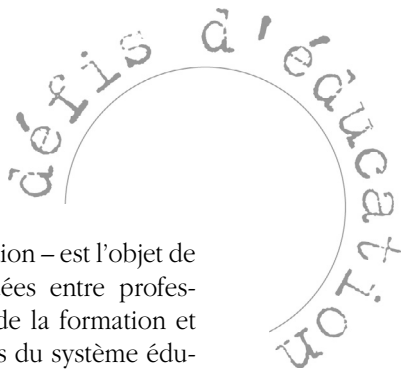 défis d'éducation
ion – est l'objet de
ées entre profes-
de la formation et
s du système édu-